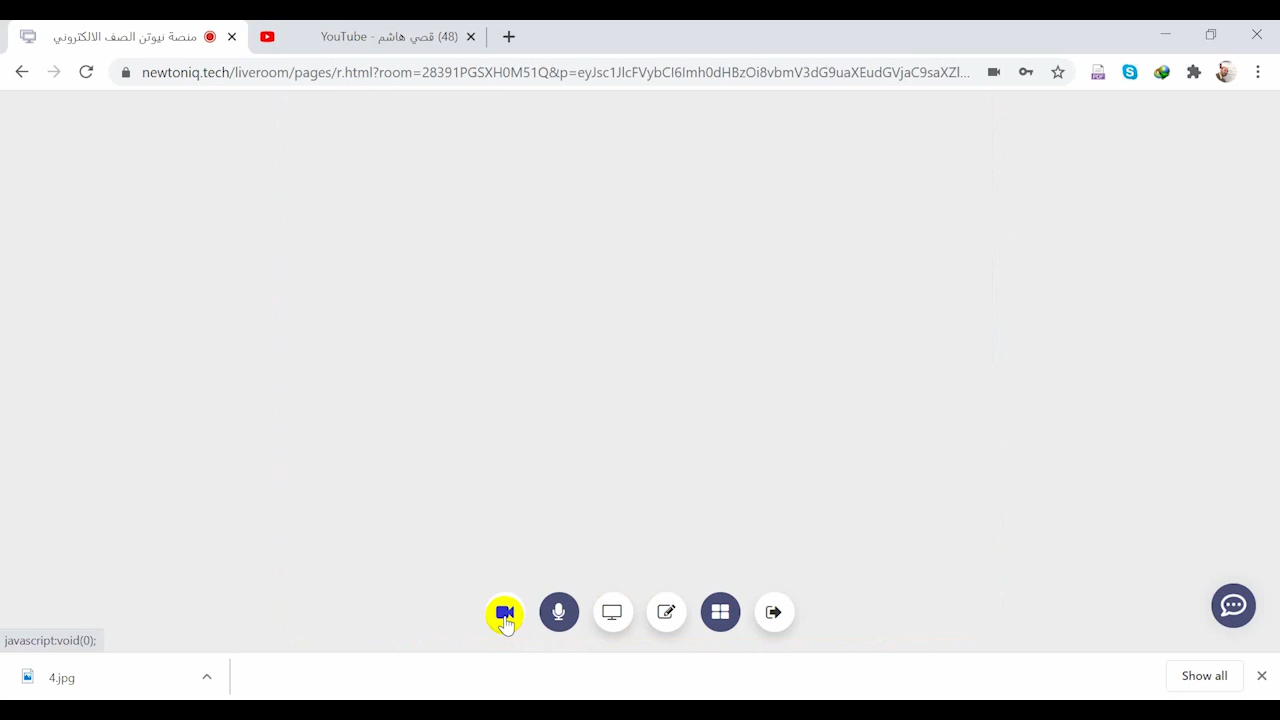 منصة نيوتن الصف الالكتروني
(48) قصي هاشم - YouTube
newtoniq.tech/liveroom/pages/r.html?room=28391PGSXH0M51Q&p=eyJsc1JlcFVybCI6Imh0dHBzOi8vbmV3dG9uaXEudGVjaC9saXZl...
PDF
javascript:void(0);
4.jpg
Show all